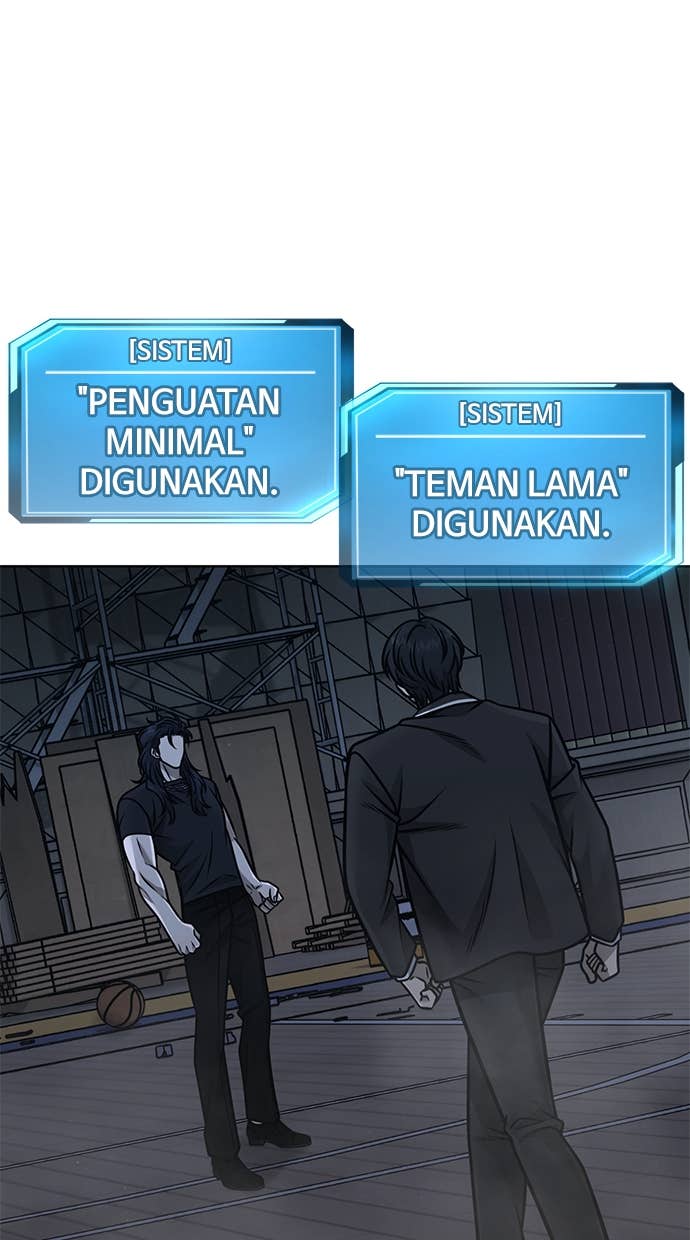 [SISTEM]
"PENGUATAN
MINIMAL"
DIGUNAKAN.
[SISTEM]
"TEMAN LAMA"
DIGUNAKAN.